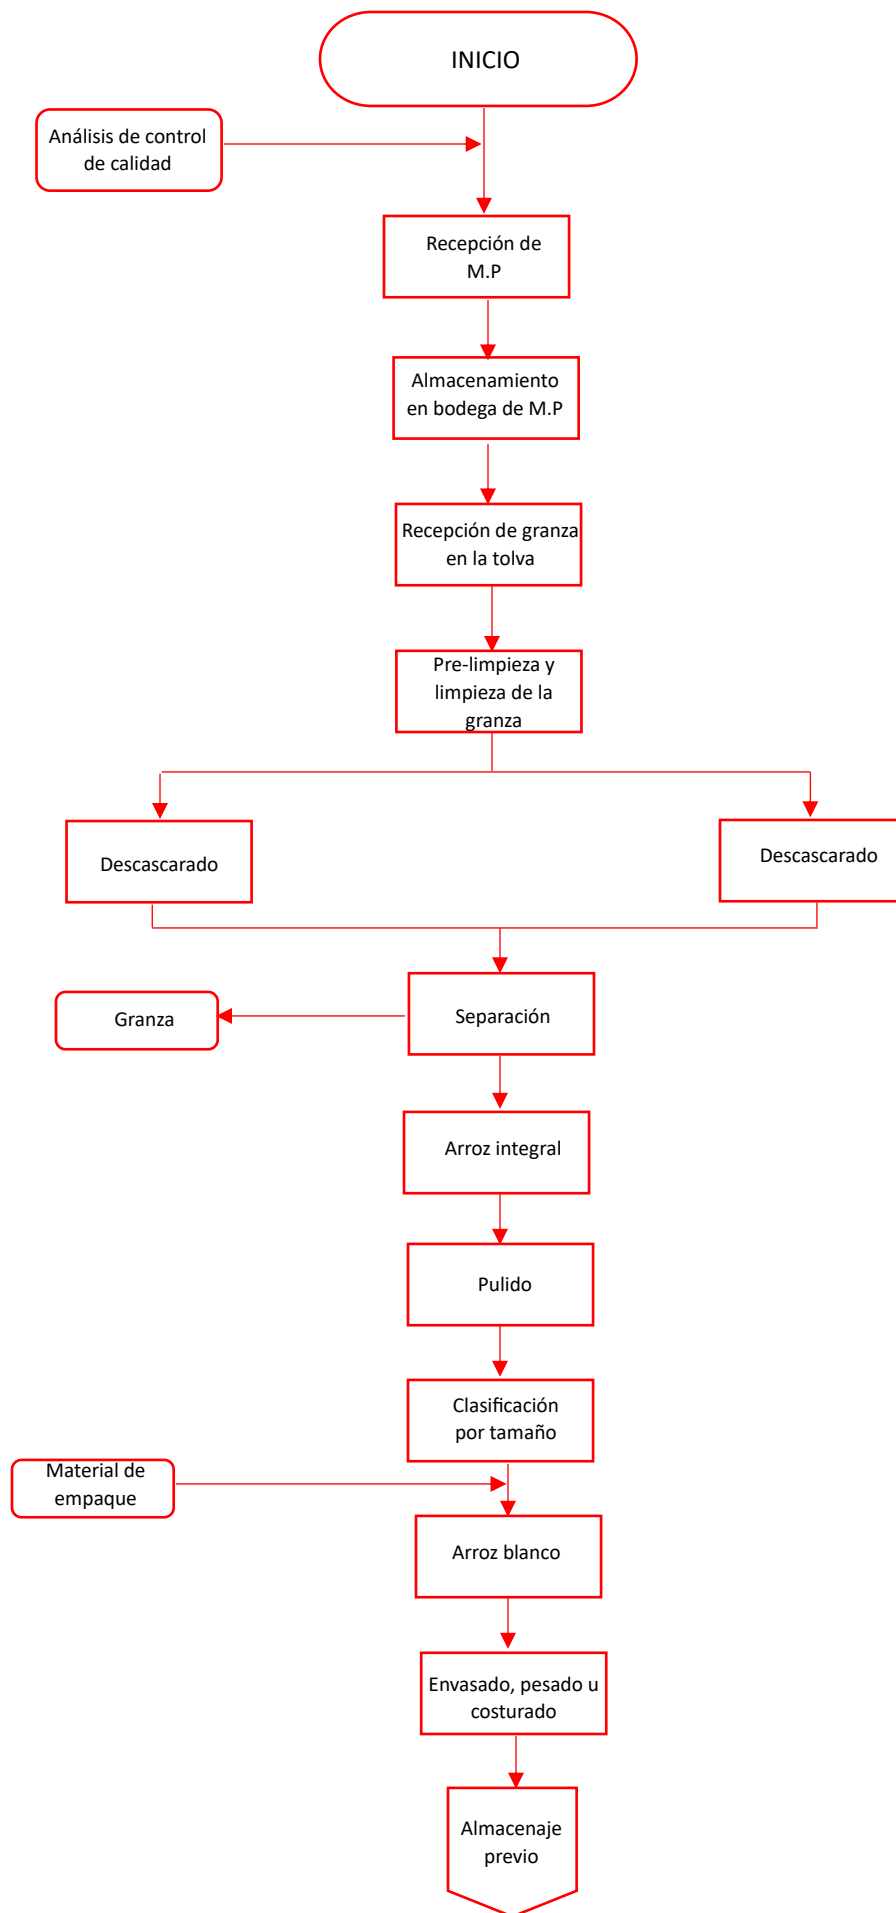 INICIO
Análisis de control
de calidad
Recepción de
M.P
Almacenamiento
en bodega de M.P
Recepción de granza
en la tolva
Pre-limpieza y
limpieza de la
granza
Descascarado
Descascarado
Separación
Granza
Arroz integral
Pulido
Clasificación
por tamaño
Material de
empaque
Arroz blanco
Envasado, pesado u
costurado
Almacenaje
previo